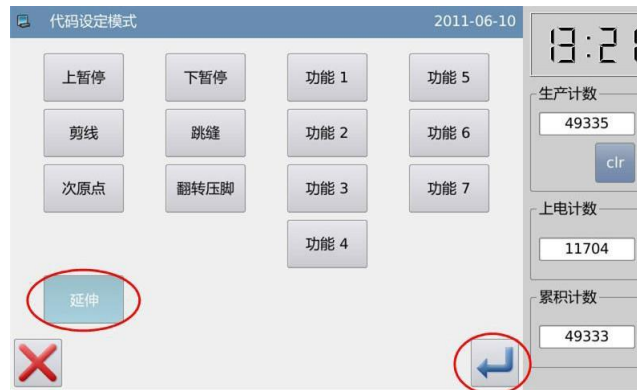 代码设定模式 2011-06-10
上暂停 下暂停 功能 1 功能 5
剪线 跳缝 功能 2 功能 6
次原点 翻转压脚 功能 3 功能 7
功能 4
延伸
生产计数
49335
clr
上电计数
11704
累积计数
49333